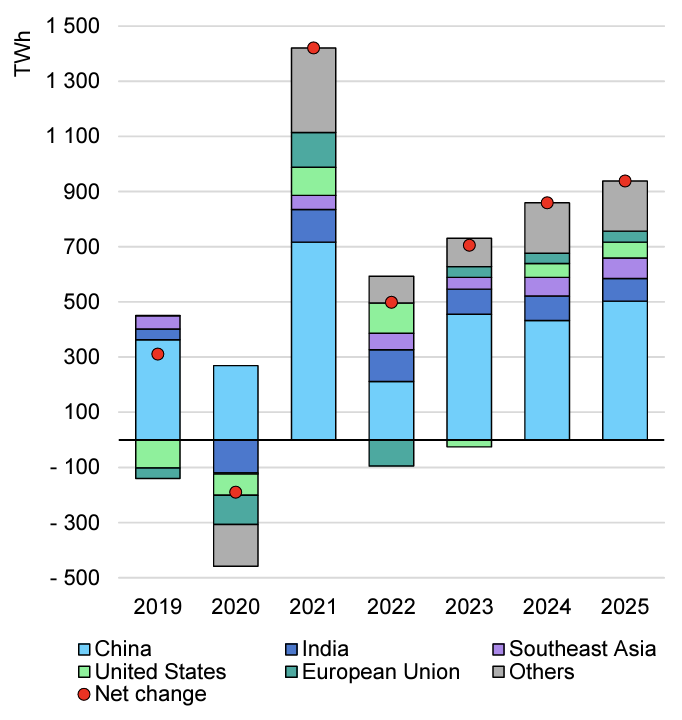 TWh
1 500
1 300
1 100
900
700
500
300
100
- 100
- 300
- 500
2019 2020 2021 2022 2023 2024 2025
China India Southeast Asia
United States European Union Others
Net change